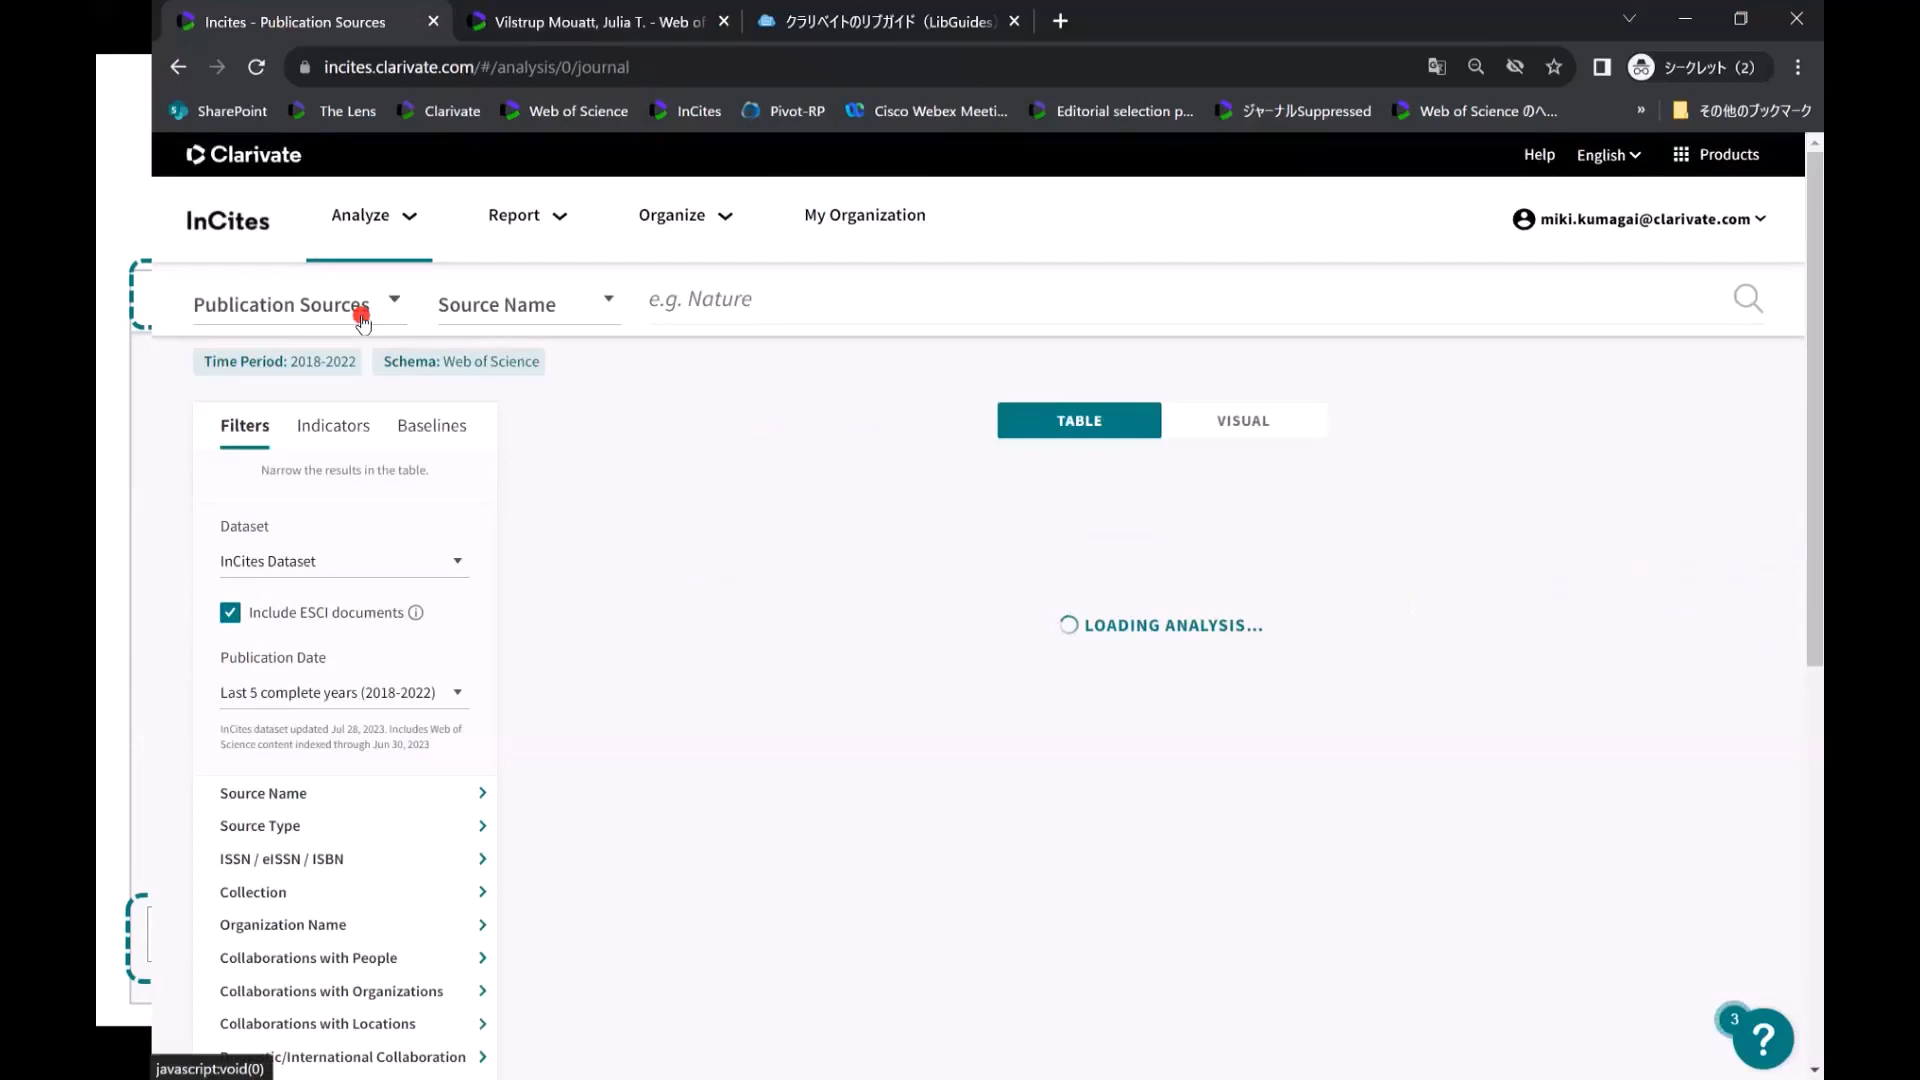 Incites - Publication Sources
Vilstrup Mouatt, Julia T. - Web of
クラリベイトのリブガイド（LibGuides）
incites.clarivate.com/#/analysis/0/journal
シークレット（2）
SharePoint The Lens Clarivate Web of Science InCites Pivot-RP Cisco Webex Meeti... Editorial selection p... ジャーナルSuppressed Web of Science のヘ... » その他のブックマーク
Clarivate
Help English Products
InCites
Analyze Report Organize My Organization
miki.kumagai@clarivate.com
Publication Sources Source Name e.g. Nature
Time Period: 2018-2022 Schema: Web of Science
Filters Indicators Baselines
TABLE VISUAL
Narrow the results in the table.
Dataset
InCites Dataset
Include ESCI documents
LOADING ANALYSIS...
Publication Date
Last 5 complete years (2018-2022)
InCites dataset updated Jul 28, 2023. Includes Web of
Science content indexed through Jun 30, 2023
Source Name
Source Type
ISSN / eISSN / ISBN
Collection
Organization Name
Collaborations with People
Collaborations with Organizations
Collaborations with Locations
/International Collaboration
3
?
javascript:void(0)